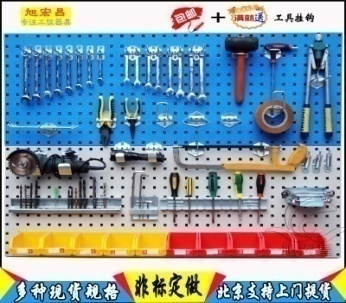 旭宏昌
专注工位器具
包邮 + 满就送 工具挂钩
多种现货规格 非标定做 北京支持上门提货